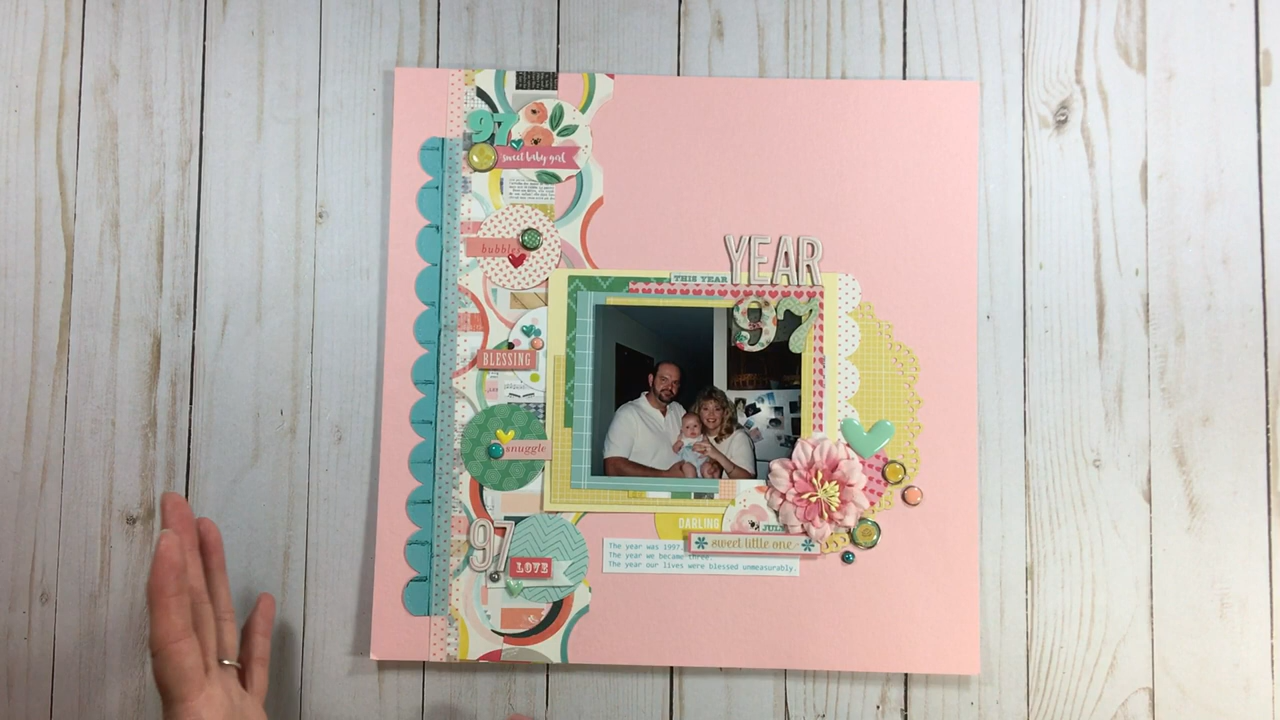 97
sweet baby girl
bubbles
BLESSING
snuggle
97
LOVE
THIS YEAR
YEAR
97
DARLING
JULY
sweet little one
The year was 1997.
The year we became three.
The year our lives were blessed unmeasurably.